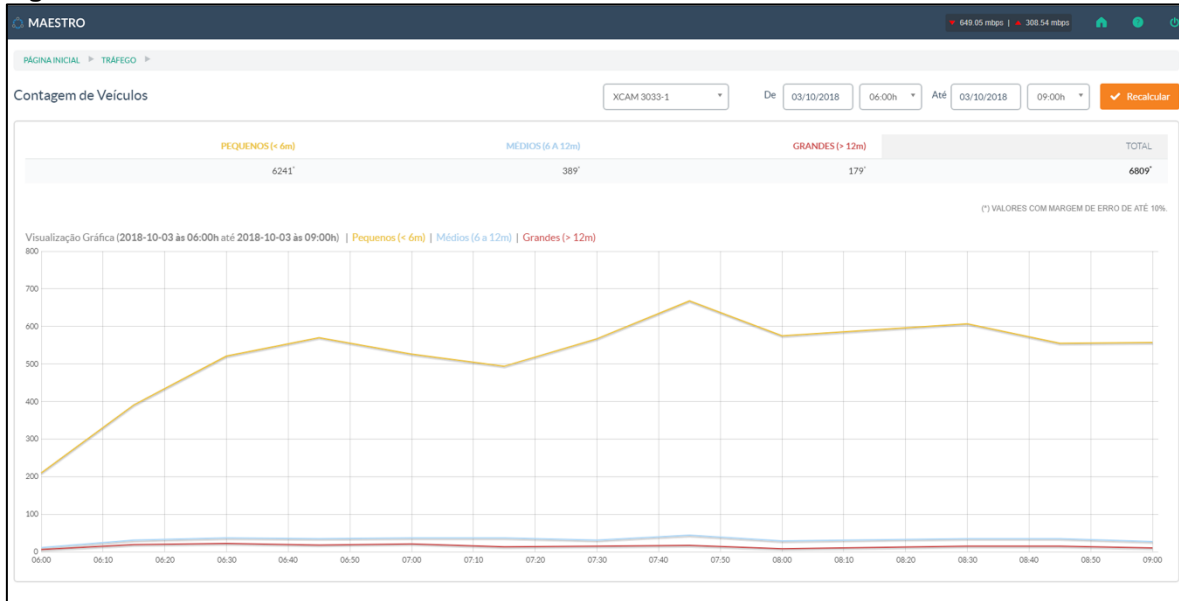 MAESTRO
649.05 mbps | 308.54 mbps
PÁGINA INICIAL TRÁFEGO
Contagem de Veículos
XCAM 3033-1
De 03/10/2018 06:00h Até 03/10/2018 09:00h Recalcular
PEQUENOS (< 6m) MÉDIOS (6 A 12m) GRANDES (> 12m) TOTAL
6241* 389* 179* 6809*
(*) VALORES COM MARGEM DE ERRO DE ATÉ 10%.
Visualização Gráfica (2018-10-03 às 06:00h até 2018-10-03 às 09:00h) | Pequenos (< 6m) | Médios (6 a 12m) | Grandes (> 12m)
800
700
600
500
400
300
200
100
0
06:00 06:10 06:20 06:30 06:40 06:50 07:00 07:10 07:20 07:30 07:40 07:50 08:00 08:10 08:20 08:30 08:40 08:50 09:00